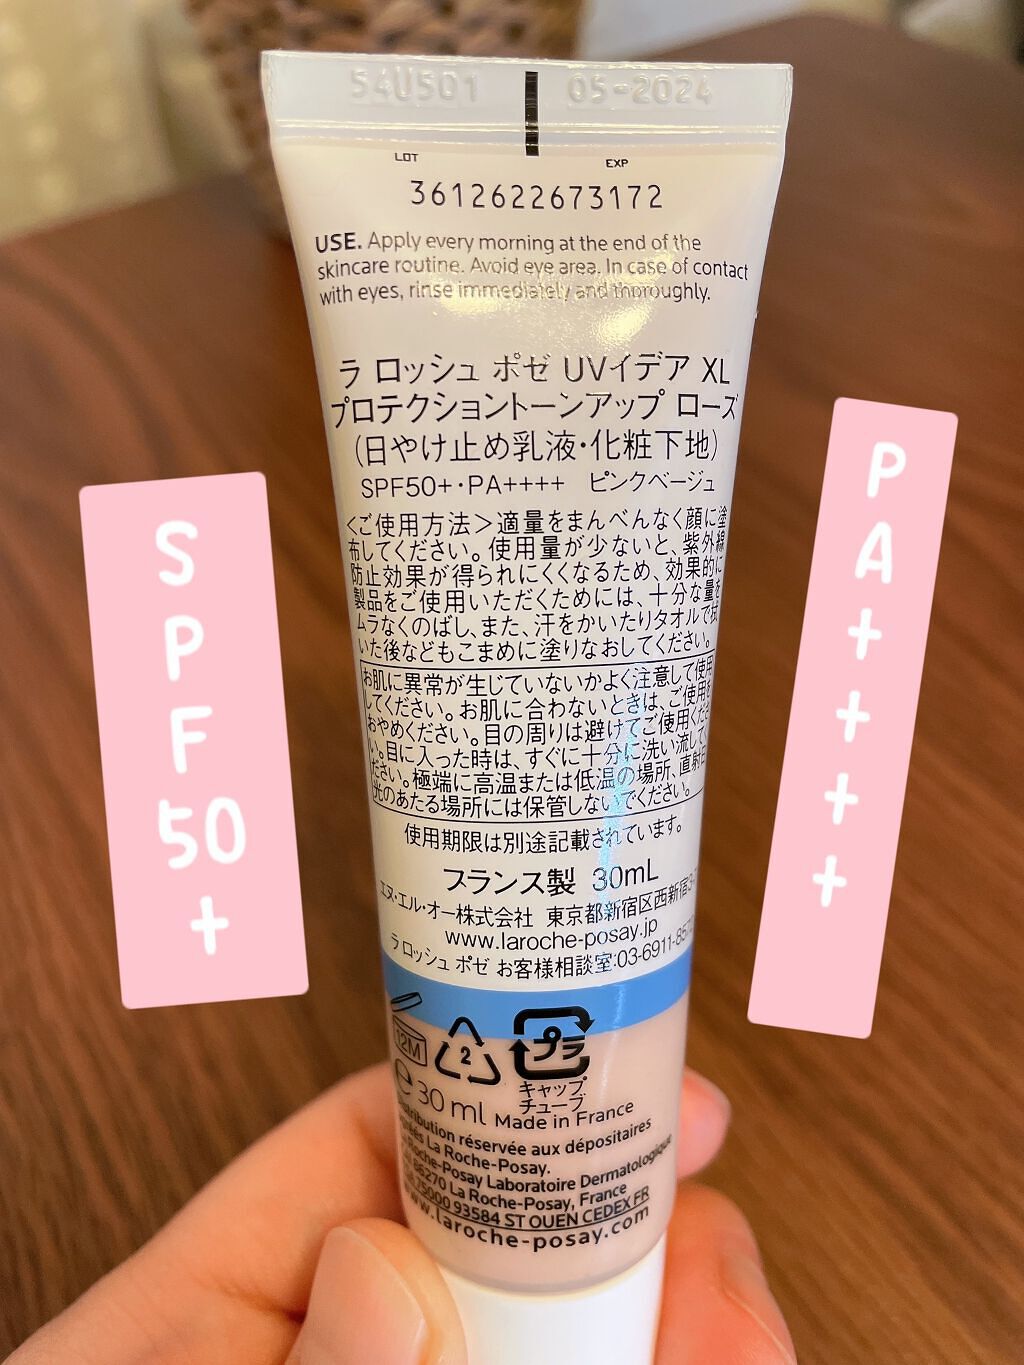 54U501 05-2024
LOT EXP
3612622673172
USE. Apply every morning at the end of the
skincare routine. Avoid eye area. In case of contact
with eyes, rinse immediately and thoroughly.
ラ ロッシュ ポゼ UVイデア XL
プロテクショントーンアップ ローズ
(日やけ止め乳液・化粧下地)
SPF50+・PA++++ ピンクベージュ
<ご使用方法>適量をまんべんなく顔に塗
布してください。使用量が少ないと、紫外線
防止効果が得られにくくなるため、効果的に
製品をご使用いただくためには、十分な量を
ムラなくのばし、また、汗をかいたりタオルで拭
いた後などもこまめに塗りなおしてください。
お肌に異常が生じていないかよく注意して使用
してください。お肌に合わないときは、ご使用を
おやめください。目の周りは避けてご使用くださ
い。目に入った時は、すぐに十分に洗い流してく
ださい。極端に高温または低温の場所、直射日
光のあたる場所には保管しないでください。
使用期限は別途記載されています。
フランス製 30mL
エヌ・エル・オー株式会社 東京都新宿区西新宿3-7
www.laroche-posay.jp
ラ ロッシュ ポゼ お客様相談室:03-6911-8572
12M 2 プラ
キャップ
チューブ
e 30 ml Made in France
réservée aux dépositaires
La Roche-Posay.
Roche-Posay Laboratoire Dermatologique
86270 La Roche-Posay, France
75000 93584 ST OUEN CEDEX FR
www.laroche-posay.com
S
P
F
50
+
P
A
+
+
+
+